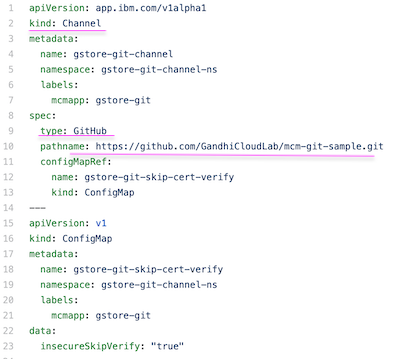 1 apiVersion: app.ibm.com/v1alpha1
2 kind: Channel
3 metadata:
4 name: gstore-git-channel
5 namespace: gstore-git-channel-ns
6 labels:
7 mcmapp: gstore-git
8 spec:
9 type: GitHub
10 pathname: https://github.com/GandhiCloudLab/mcm-git-sample.git
11 configMapRef:
12 name: gstore-git-skip-cert-verify
13 kind: ConfigMap
14 ---
15 apiVersion: v1
16 kind: ConfigMap
17 metadata:
18 name: gstore-git-skip-cert-verify
19 namespace: gstore-git-channel-ns
20 labels:
21 mcmapp: gstore-git
22 data:
23 insecureSkipVerify: "true"